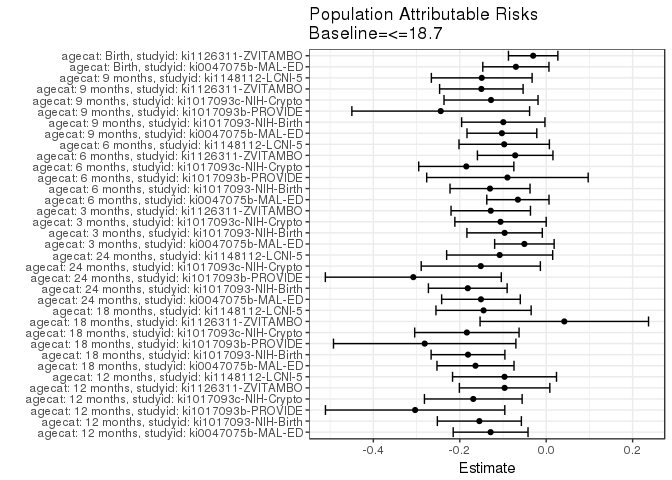 Population Attributable Risks
Baseline=<=18.7
agecat: Birth, studyid: ki1126311-ZVITAMBO
agecat: Birth, studyid: ki0047075b-MAL-ED
agecat: 9 months, studyid: ki1148112-LCNI-5
agecat: 9 months, studyid: ki1126311-ZVITAMBO
agecat: 9 months, studyid: ki1017093c-NIH-Crypto
agecat: 9 months, studyid: ki1017093b-PROVIDE
agecat: 9 months, studyid: ki1017093-NIH-Birth
agecat: 9 months, studyid: ki0047075b-MAL-ED
agecat: 6 months, studyid: ki1148112-LCNI-5
agecat: 6 months, studyid: ki1126311-ZVITAMBO
agecat: 6 months, studyid: ki1017093c-NIH-Crypto
agecat: 6 months, studyid: ki1017093b-PROVIDE
agecat: 6 months, studyid: ki1017093-NIH-Birth
agecat: 6 months, studyid: ki0047075b-MAL-ED
agecat: 3 months, studyid: ki1126311-ZVITAMBO
agecat: 3 months, studyid: ki1017093c-NIH-Crypto
agecat: 3 months, studyid: ki1017093-NIH-Birth
agecat: 3 months, studyid: ki0047075b-MAL-ED
agecat: 24 months, studyid: ki1148112-LCNI-5
agecat: 24 months, studyid: ki1017093c-NIH-Crypto
agecat: 24 months, studyid: ki1017093b-PROVIDE
agecat: 24 months, studyid: ki1017093-NIH-Birth
agecat: 24 months, studyid: ki0047075b-MAL-ED
agecat: 18 months, studyid: ki1148112-LCNI-5
agecat: 18 months, studyid: ki1126311-ZVITAMBO
agecat: 18 months, studyid: ki1017093c-NIH-Crypto
agecat: 18 months, studyid: ki1017093b-PROVIDE
agecat: 18 months, studyid: ki1017093-NIH-Birth
agecat: 18 months, studyid: ki0047075b-MAL-ED
agecat: 12 months, studyid: ki1148112-LCNI-5
agecat: 12 months, studyid: ki1126311-ZVITAMBO
agecat: 12 months, studyid: ki1017093c-NIH-Crypto
agecat: 12 months, studyid: ki1017093b-PROVIDE
agecat: 12 months, studyid: ki1017093-NIH-Birth
agecat: 12 months, studyid: ki0047075b-MAL-ED
-0.4 -0.2 0.0 0.2
Estimate